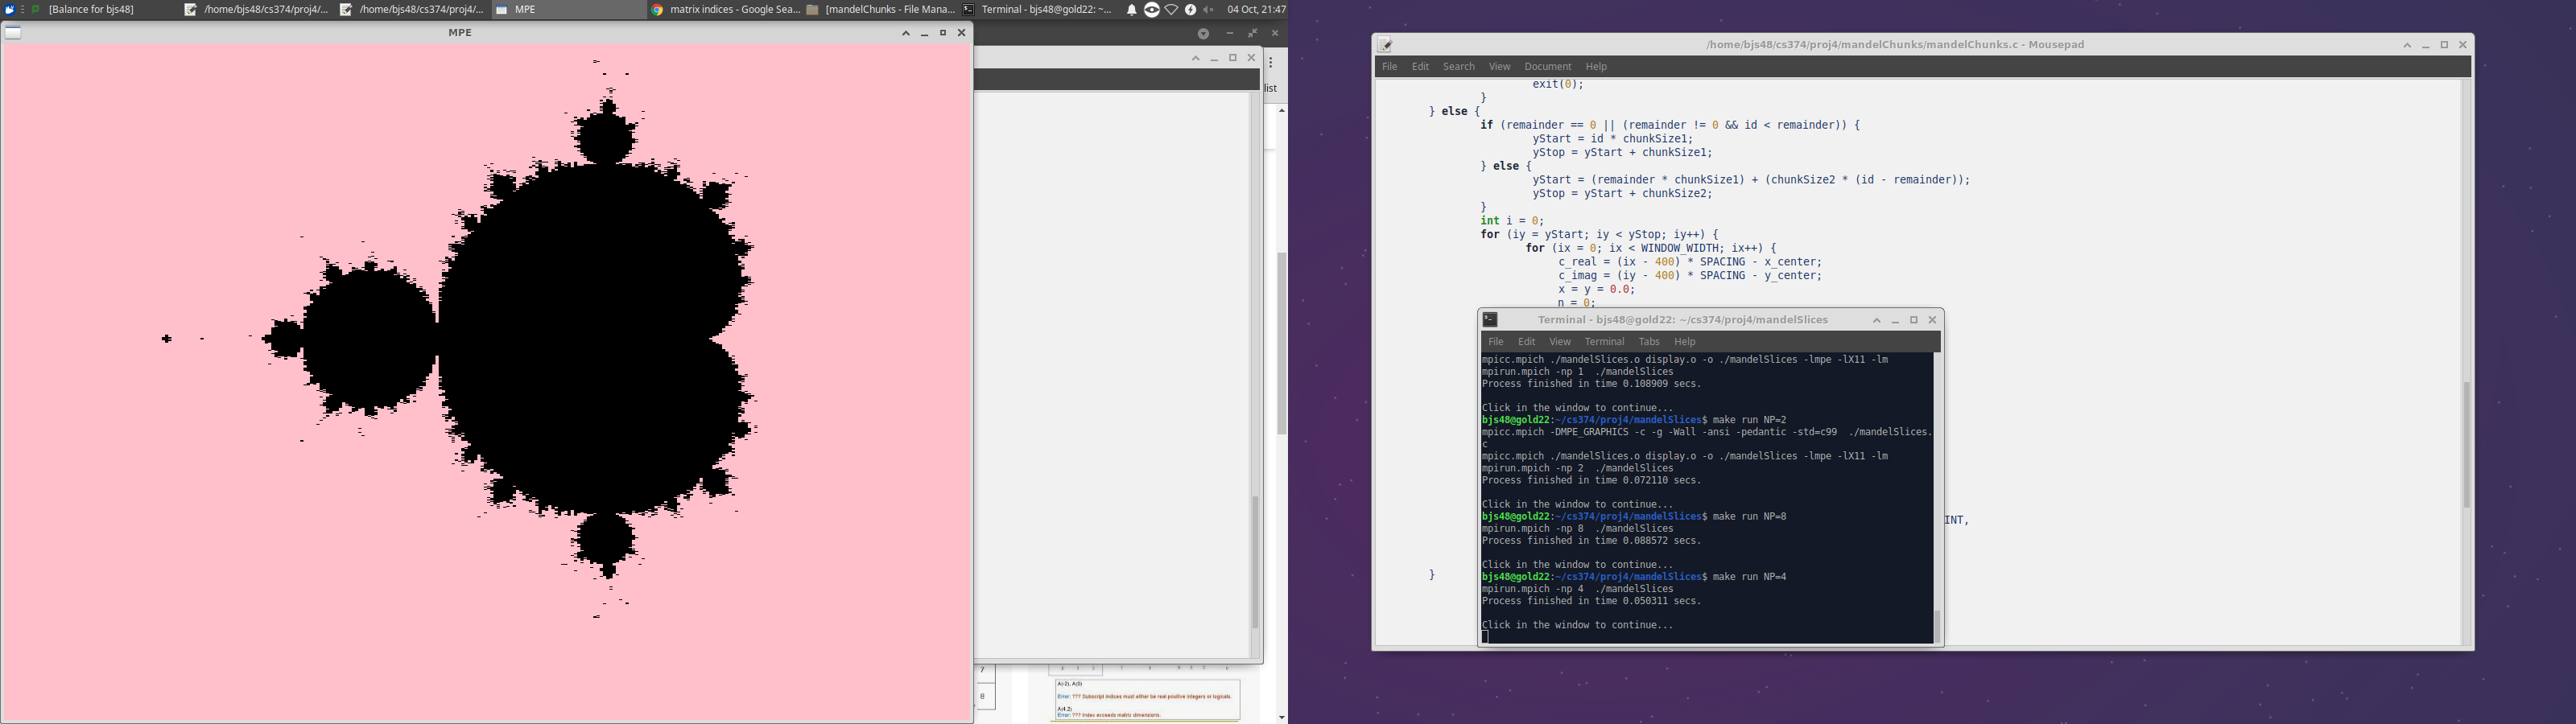 [Balance for bjs48]
/home/bjs48/cs374/proj4/...
/home/bjs48/cs374/proj4/...
MPE
matrix indices - Google Sea...
[mandelChunks - File Mana...
Terminal - bjs48@gold22: ~...
04 Oct, 21:47
MPE
list
7
8
A(-2), A(0)
Error: ??? Subscript indices must either be real positive integers or logicals.
A(4,2)
Error: ??? Index exceeds matrix dimensions.
/home/bjs48/cs374/proj4/mandelChunks/mandelChunks.c - Mousepad
File Edit Search View Document Help
exit(0);
}
} else {
if (remainder == 0 || (remainder != 0 && id < remainder)) {
yStart = id * chunkSize1;
yStop = yStart + chunkSize1;
} else {
yStart = (remainder * chunkSize1) + (chunkSize2 * (id - remainder));
yStop = yStart + chunkSize2;
}
int i = 0;
for (iy = yStart; iy < yStop; iy++) {
for (ix = 0; ix < WINDOW_WIDTH; ix++) {
c_real = (ix - 400) * SPACING - x_center;
c_imag = (iy - 400) * SPACING - y_center;
x = y = 0.0;
n = 0;
INT,
}
Terminal - bjs48@gold22: ~/cs374/proj4/mandelSlices
File Edit View Terminal Tabs Help
mpicc.mpich ./mandelSlices.o display.o -o ./mandelSlices -lmpe -lX11 -lm
mpirun.mpich -np 1 ./mandelSlices
Process finished in time 0.108909 secs.
Click in the window to continue...
bjs48@gold22:~/cs374/proj4/mandelSlices$ make run NP=2
mpicc.mpich -DMPE_GRAPHICS -c -g -Wall -ansi -pedantic -std=c99 ./mandelSlices.
c
mpicc.mpich ./mandelSlices.o display.o -o ./mandelSlices -lmpe -lX11 -lm
mpirun.mpich -np 2 ./mandelSlices
Process finished in time 0.072110 secs.
Click in the window to continue...
bjs48@gold22:~/cs374/proj4/mandelSlices$ make run NP=8
mpirun.mpich -np 8 ./mandelSlices
Process finished in time 0.088572 secs.
Click in the window to continue...
bjs48@gold22:~/cs374/proj4/mandelSlices$ make run NP=4
mpirun.mpich -np 4 ./mandelSlices
Process finished in time 0.050311 secs.
Click in the window to continue...